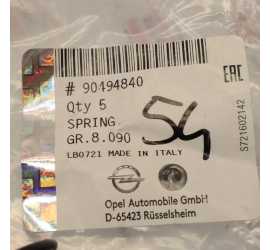 # 90494840
EAC
Qty 5
SPRING
54
GR.8.090
S721602142
LB0721 MADE IN ITALY
Opel Automobile GmbH
D-65423 Rüsselsheim